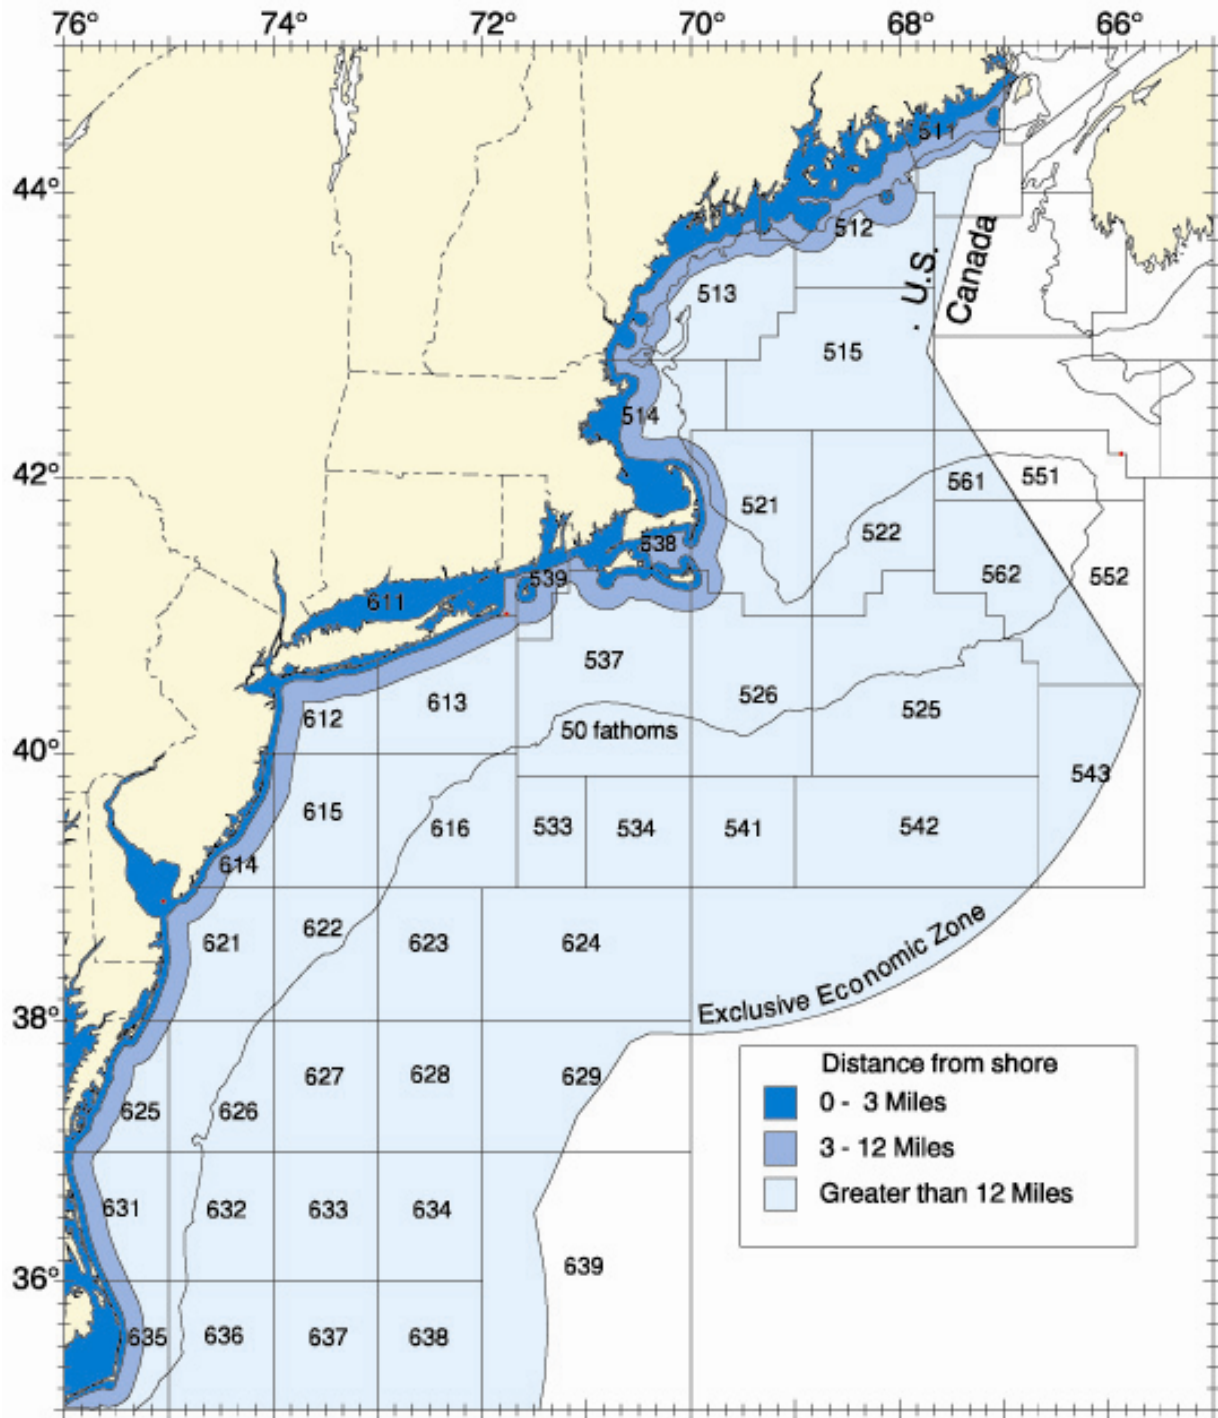 76° 74° 72° 70° 68° 66°
511
44°
512
U.S.
Canada
513
515
514
42°
561 551
521
522
538
562 552
539
611
537
526
613
525
612
50 fathoms
40°
543
615
616 533 534 541 542
614
622
621 623 624
Exclusive Economic Zone
38°
Distance from shore
627 628 629
0 - 3 Miles
625 626
3 - 12 Miles
Greater than 12 Miles
631 632 633 634
639
36°
635 636 637 638